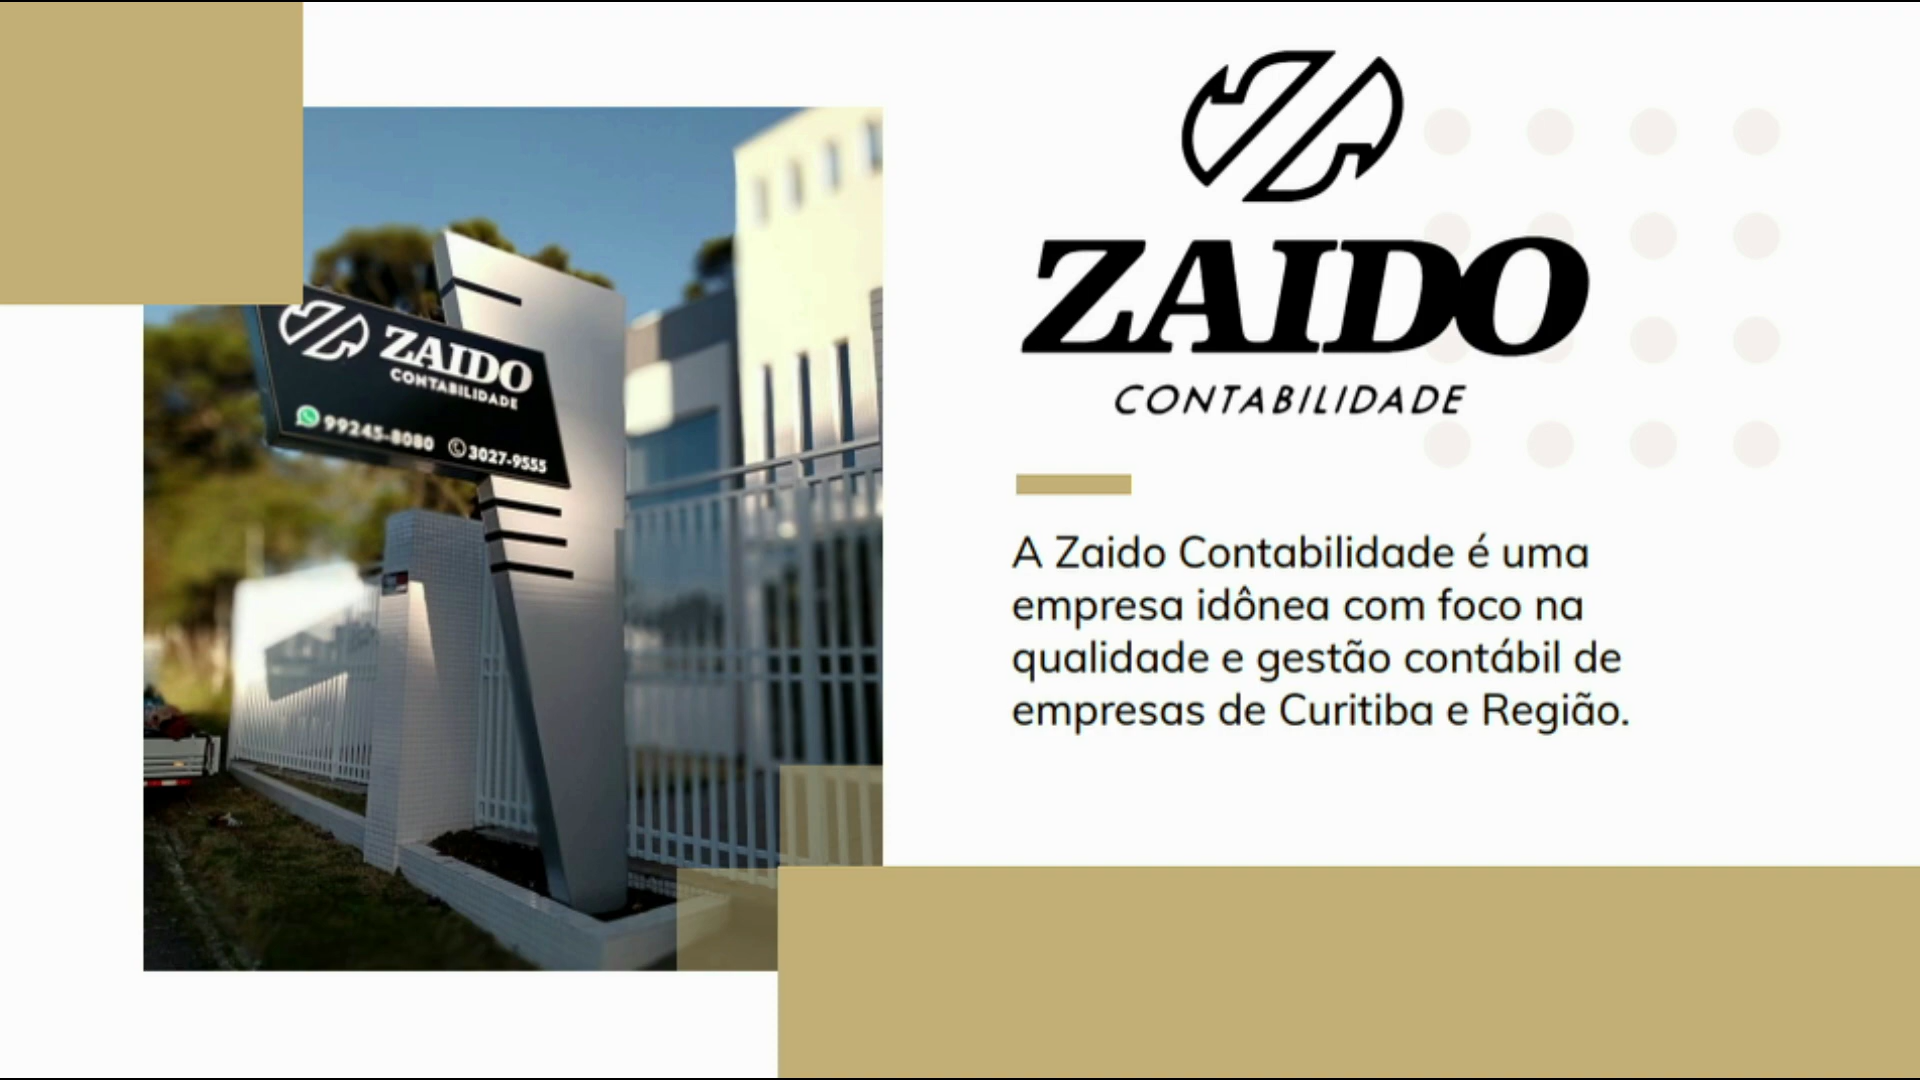 ZAIDO
CONTABILIDADE
99245-8080 3027-9555
ZAIDO
CONTABILIDADE
A Zaido Contabilidade é uma
empresa idônea com foco na
qualidade e gestão contábil de
empresas de Curitiba e Região.